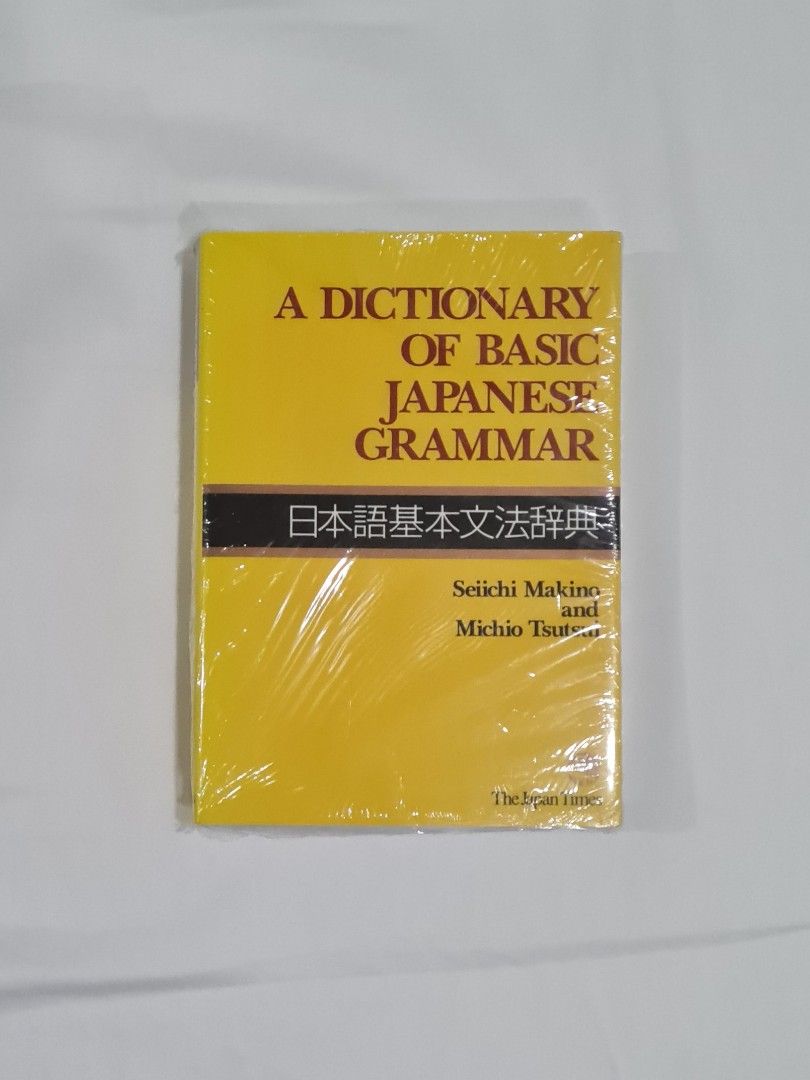 A DICTIONARY
OF BASIC
JAPANESE
GRAMMAR
日本語基本文法辞典
Seiichi Makino
and
Michio Tsutsui
The Japan Times